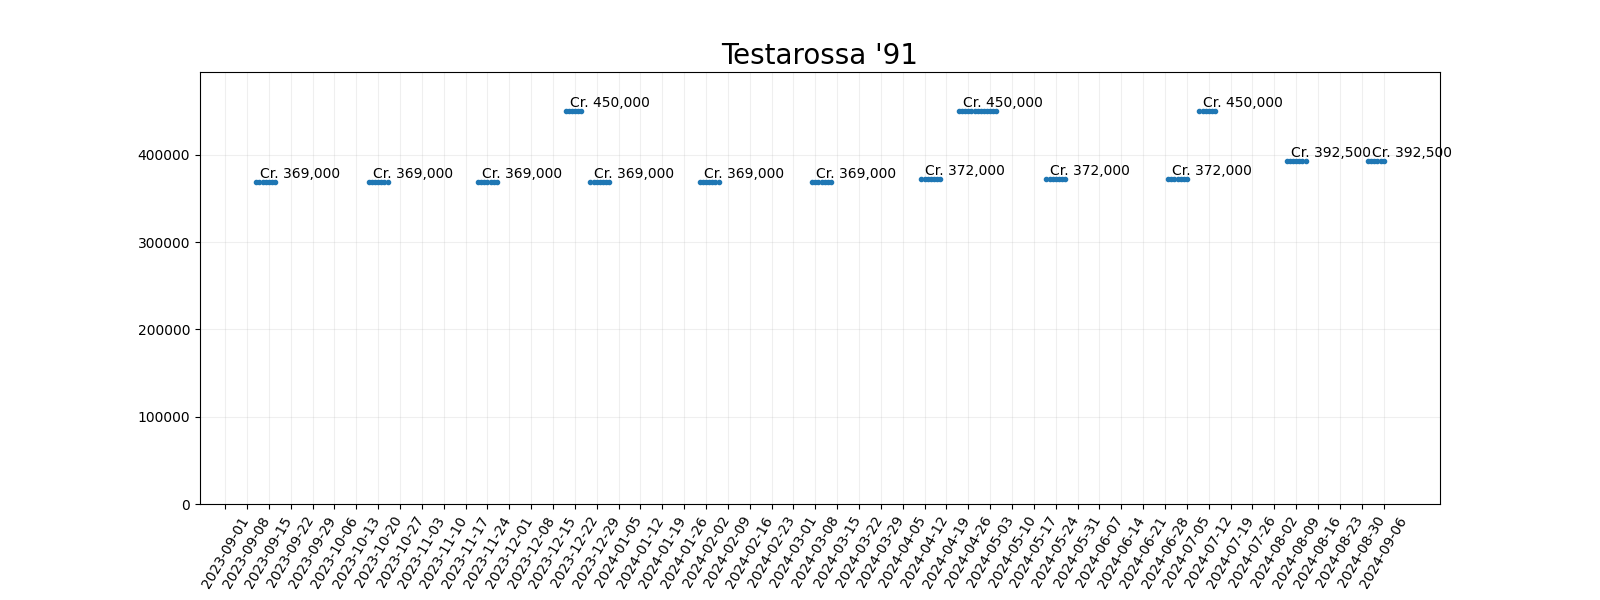 Testarossa '91
Cr. 450,000 Cr. 450,000 Cr. 450,000
Cr. 392,500 Cr. 392,500
Cr. 369,000 Cr. 369,000 Cr. 369,000 Cr. 369,000 Cr. 369,000 Cr. 369,000 Cr. 372,000 Cr. 372,000 Cr. 372,000
400000
300000
200000
100000
0
2023-09-01 2023-09-08 2023-09-15 2023-09-22 2023-09-29 2023-10-06 2023-10-13 2023-10-20 2023-10-27 2023-11-03 2023-11-10 2023-11-17 2023-11-24 2023-12-01 2023-12-08 2023-12-15 2023-12-22 2023-12-29 2024-01-05 2024-01-12 2024-01-19 2024-01-26 2024-02-02 2024-02-09 2024-02-16 2024-02-23 2024-03-01 2024-03-08 2024-03-15 2024-03-22 2024-03-29 2024-04-05 2024-04-12 2024-04-19 2024-04-26 2024-05-03 2024-05-10 2024-05-17 2024-05-24 2024-05-31 2024-06-07 2024-06-14 2024-06-21 2024-06-28 2024-07-05 2024-07-12 2024-07-19 2024-07-26 2024-08-02 2024-08-09 2024-08-16 2024-08-23 2024-08-30 2024-09-06